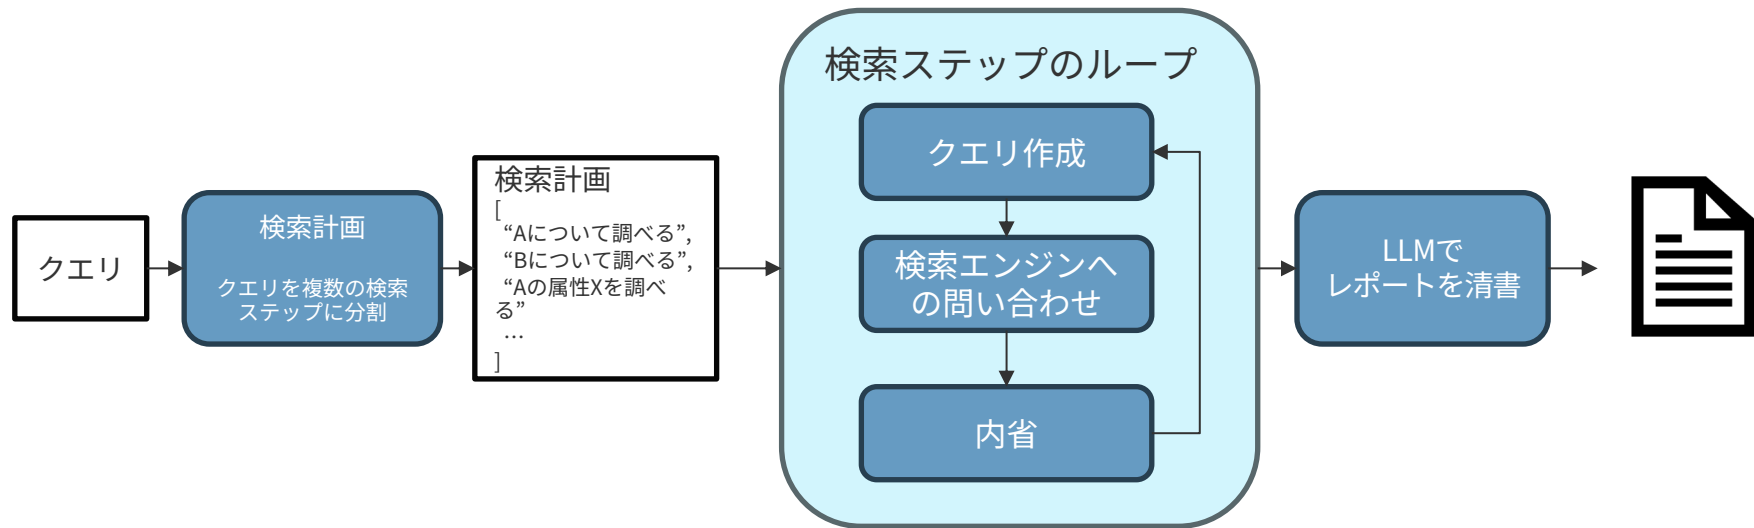 クエリ
検索計画
クエリを複数の検索
ステップに分割
検索計画
[
“Aについて調べる”,
“Bについて調べる”,
“Aの属性Xを調べ
る”
…
]
検索ステップのループ
クエリ作成
検索エンジンへ
の問い合わせ
内省
LLMで
レポートを清書